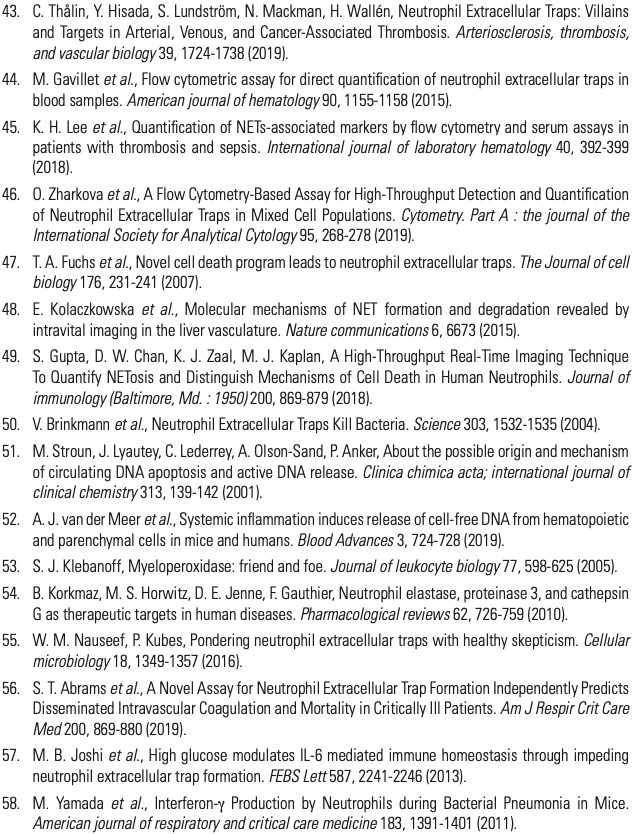 43. C. Thålin, Y. Hisada, S. Lundström, N. Mackman, H. Wallén, Neutrophil Extracellular Traps: Villains
and Targets in Arterial, Venous, and Cancer-Associated Thrombosis. Arteriosclerosis, thrombosis,
and vascular biology 39, 1724-1738 (2019).
44. M. Gavillet et al., Flow cytometric assay for direct quantification of neutrophil extracellular traps in
blood samples. American journal of hematology 90, 1155-1158 (2015).
45. K. H. Lee et al., Quantification of NETs-associated markers by flow cytometry and serum assays in
patients with thrombosis and sepsis. International journal of laboratory hematology 40, 392-399
(2018).
46. O. Zharkova et al., A Flow Cytometry-Based Assay for High-Throughput Detection and Quantification
of Neutrophil Extracellular Traps in Mixed Cell Populations. Cytometry. Part A : the journal of the
International Society for Analytical Cytology 95, 268-278 (2019).
47. T. A. Fuchs et al., Novel cell death program leads to neutrophil extracellular traps. The Journal of cell
biology 176, 231-241 (2007).
48. E. Kolaczkowska et al., Molecular mechanisms of NET formation and degradation revealed by
intravital imaging in the liver vasculature. Nature communications 6, 6673 (2015).
49. S. Gupta, D. W. Chan, K. J. Zaal, M. J. Kaplan, A High-Throughput Real-Time Imaging Technique
To Quantify NETosis and Distinguish Mechanisms of Cell Death in Human Neutrophils. Journal of
immunology (Baltimore, Md. : 1950) 200, 869-879 (2018).
50. V. Brinkmann et al., Neutrophil Extracellular Traps Kill Bacteria. Science 303, 1532-1535 (2004).
51. M. Stroun, J. Lyautey, C. Lederrey, A. Olson-Sand, P. Anker, About the possible origin and mechanism
of circulating DNA apoptosis and active DNA release. Clinica chimica acta; international journal of
clinical chemistry 313, 139-142 (2001).
52. A. J. van der Meer et al., Systemic inflammation induces release of cell-free DNA from hematopoietic
and parenchymal cells in mice and humans. Blood Advances 3, 724-728 (2019).
53. S. J. Klebanoff, Myeloperoxidase: friend and foe. Journal of leukocyte biology 77, 598-625 (2005).
54. B. Korkmaz, M. S. Horwitz, D. E. Jenne, F. Gauthier, Neutrophil elastase, proteinase 3, and cathepsin
G as therapeutic targets in human diseases. Pharmacological reviews 62, 726-759 (2010).
55. W. M. Nauseef, P. Kubes, Pondering neutrophil extracellular traps with healthy skepticism. Cellular
microbiology 18, 1349-1357 (2016).
56. S. T. Abrams et al., A Novel Assay for Neutrophil Extracellular Trap Formation Independently Predicts
Disseminated Intravascular Coagulation and Mortality in Critically Ill Patients. Am J Respir Crit Care
Med 200, 869-880 (2019).
57. M. B. Joshi et al., High glucose modulates IL-6 mediated immune homeostasis through impeding
neutrophil extracellular trap formation. FEBS Lett 587, 2241-2246 (2013).
58. M. Yamada et al., Interferon-γ Production by Neutrophils during Bacterial Pneumonia in Mice.
American journal of respiratory and critical care medicine 183, 1391-1401 (2011).